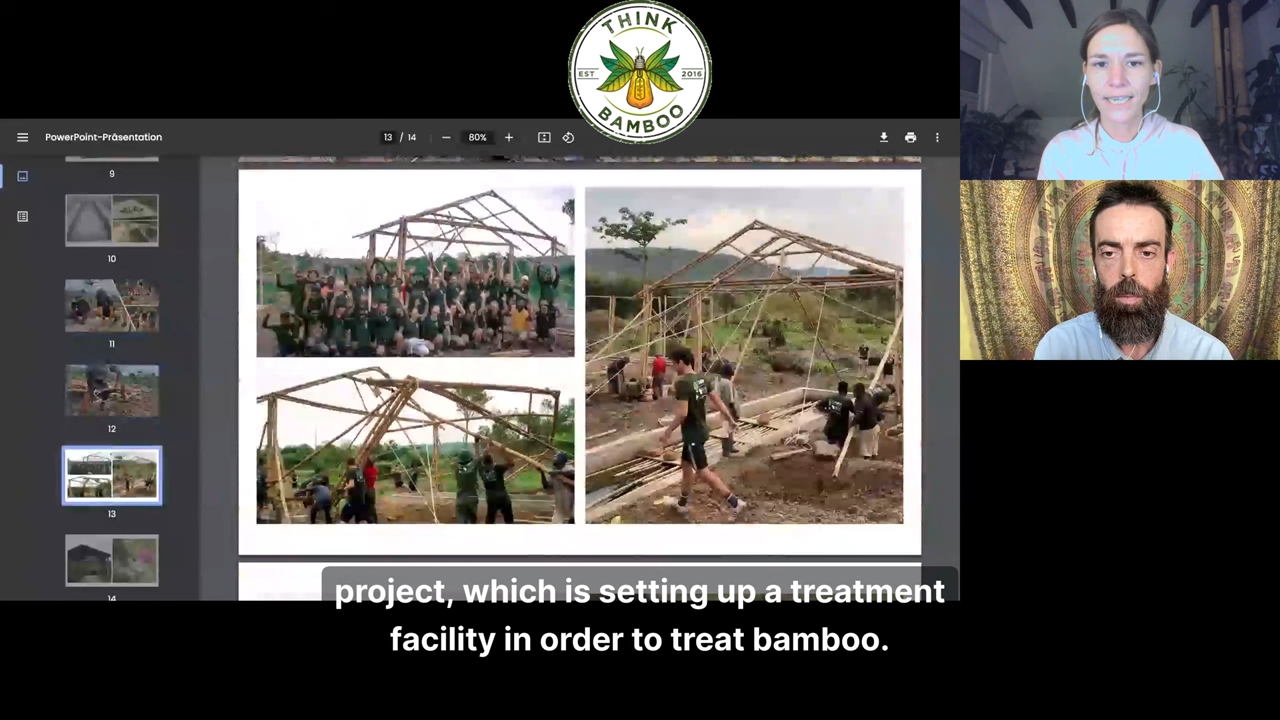 THINK
EST
2016
BAMBOO
PowerPoint-Präsentation
13 / 14
80%
9
10
11
12
13
14
project, which is setting up a treatment
facility in order to treat bamboo.